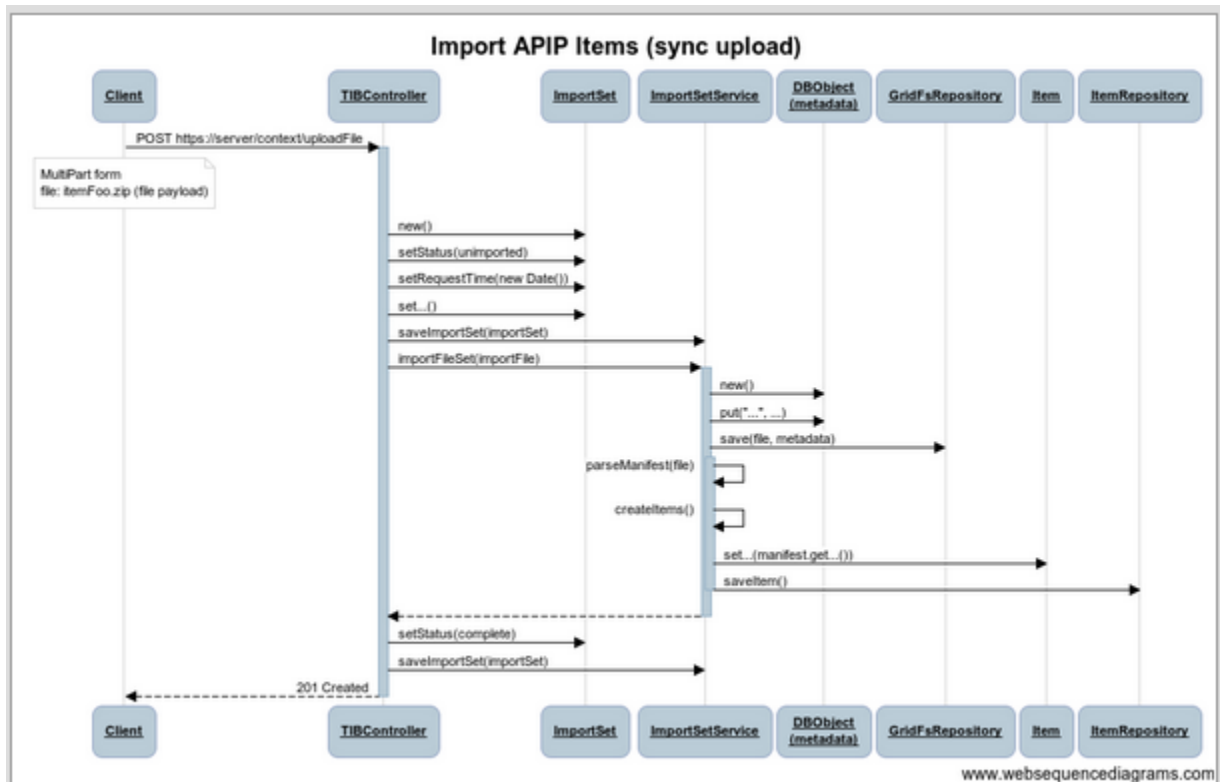 Import APIP Items (sync upload)
Client
TIBController
ImportSet
ImportSetService
DBObject
(metadata)
GridFsRepository
Item
ItemRepository
POST https://server/context/uploadFile
MultiPart form
file: itemFoo.zip (file payload)
new()
setStatus(unimported)
setRequestTime(new Date())
set...()
saveImportSet(importSet)
importFileSet(importFile)
new()
put("...", ...)
save(file, metadata)
parseManifest(file)
createItems()
set...(manifest.get...())
saveItem()
setStatus(complete)
saveImportSet(importSet)
201 Created
Client
TIBController
ImportSet
ImportSetService
DBObject
(metadata)
GridFsRepository
Item
ItemRepository
www.websequencediagrams.com